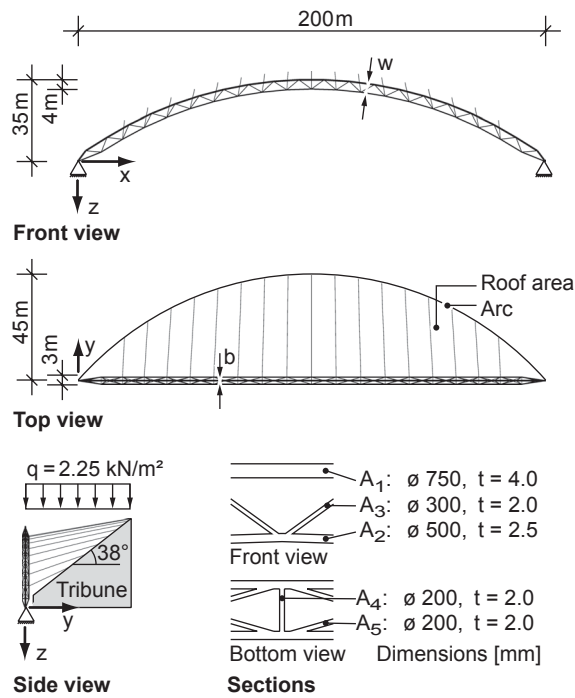 200m
w
35m
4m
x
z
Front view
45m
3m
y
b
Roof area
Arc
Top view
q = 2.25 kN/m²
38°
Tribune
y
z
Side view
A₁: ø 750, t = 4.0
A₃: ø 300, t = 2.0
A₂: ø 500, t = 2.5
Front view
A₄: ø 200, t = 2.0
A₅: ø 200, t = 2.0
Bottom view Dimensions [mm]
Sections